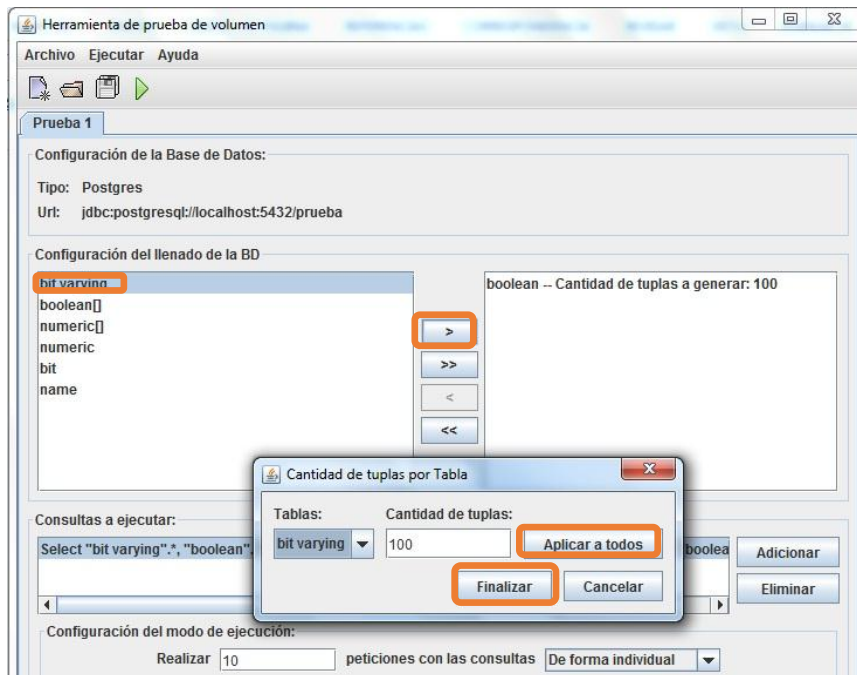 Herramienta de prueba de volumen
Archivo Ejecutar Ayuda
Prueba 1
Configuración de la Base de Datos:
Tipo: Postgres
Url: jdbc:postgresql://localhost:5432/prueba
Configuración del llenado de la BD
bit varying
boolean[]
numeric[]
numeric
bit
name
>
>>
<
<<
boolean -- Cantidad de tuplas a generar: 100
Cantidad de tuplas por Tabla
Tablas: Cantidad de tuplas:
bit varying 100 Aplicar a todos
Finalizar Cancelar
Consultas a ejecutar:
Select "bit varying".*, "boolean", boolea
Adicionar
Eliminar
Configuración del modo de ejecución:
Realizar 10 peticiones con las consultas De forma individual